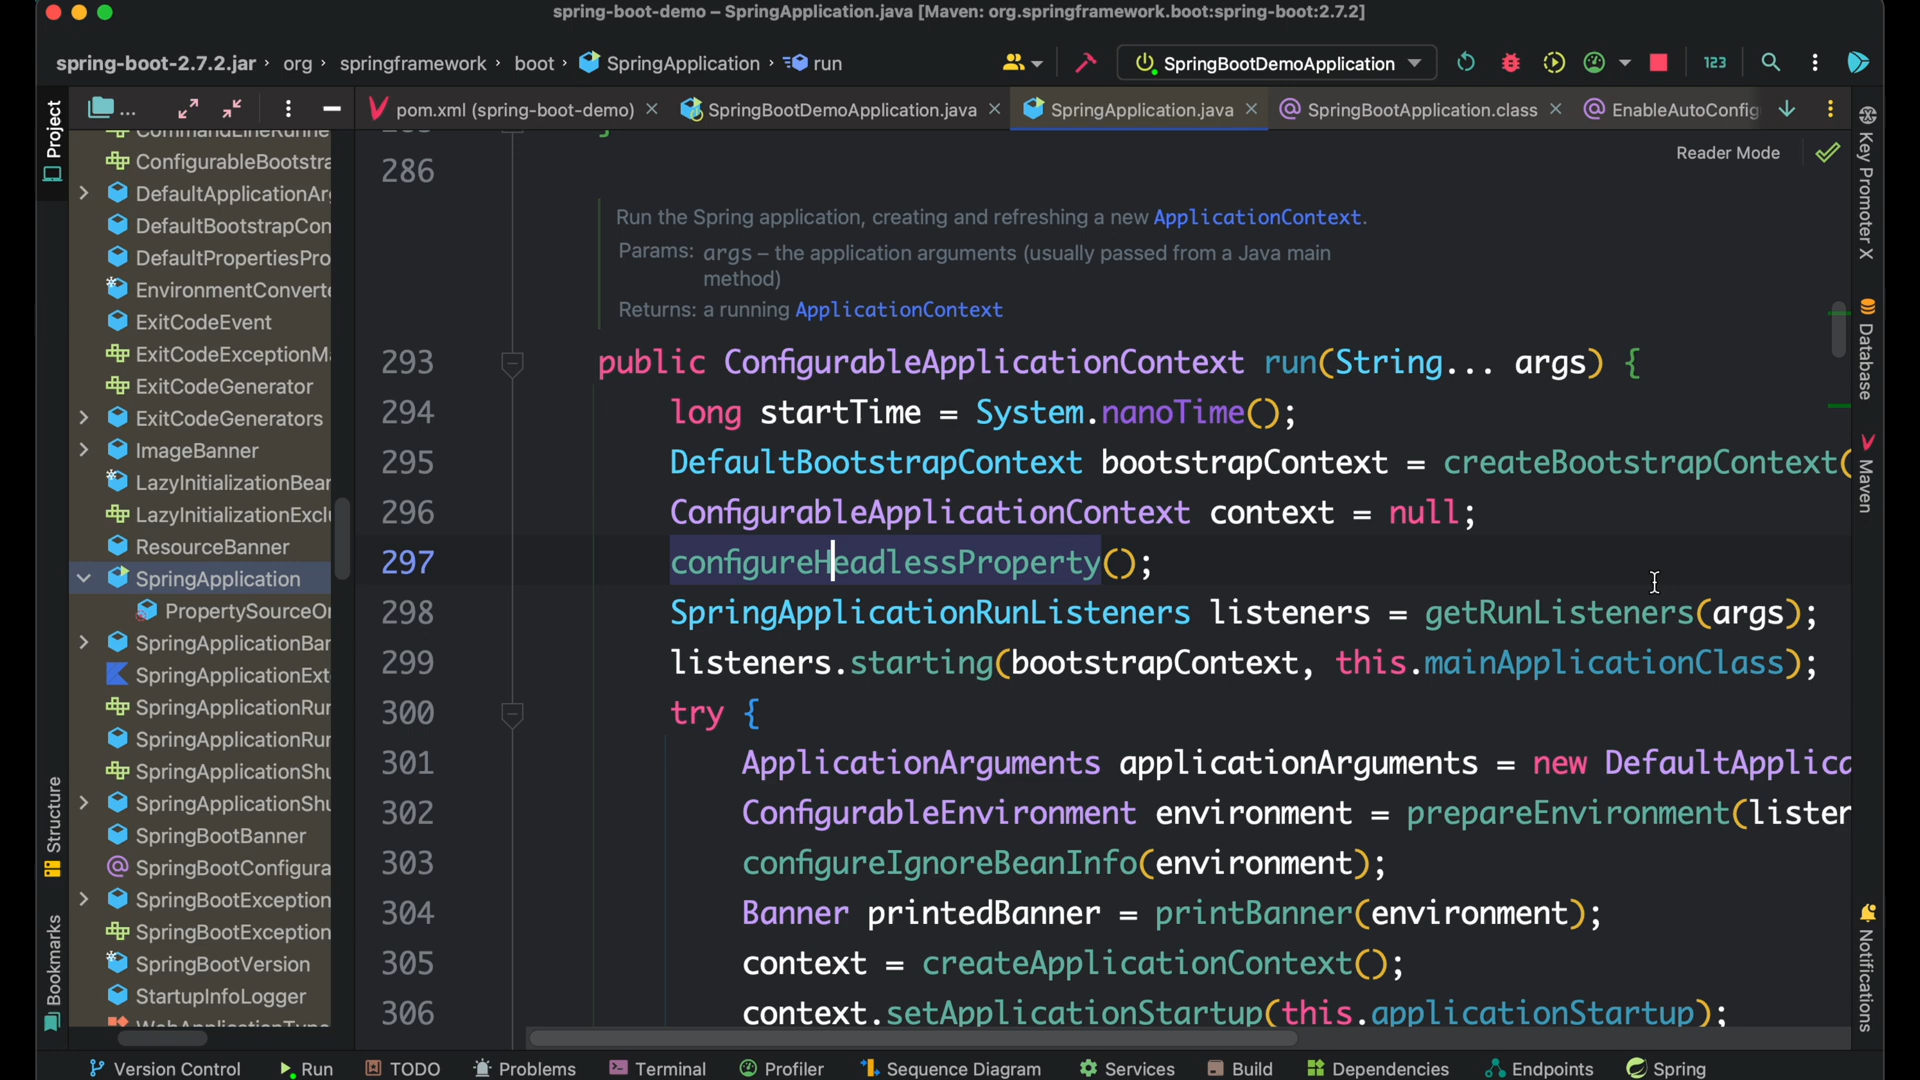 spring-boot-demo – SpringApplication.java [Maven: org.springframework.boot:spring-boot:2.7.2]
spring-boot-2.7.2.jar › org › springframework › boot › SpringApplication › run
SpringBootDemoApplication
123
Project
...
pom.xml (spring-boot-demo)
SpringBootDemoApplication.java
SpringApplication.java
SpringBootApplication.class
EnableAutoConfig
CommandLineRunne
ConfigurableBootstra
DefaultApplicationAr
DefaultBootstrapCon
DefaultPropertiesPro
EnvironmentConverte
ExitCodeEvent
ExitCodeExceptionMa
ExitCodeGenerator
ExitCodeGenerators
ImageBanner
LazyInitializationBear
LazyInitializationExclu
ResourceBanner
SpringApplication
PropertySourceOr
SpringApplicationBar
SpringApplicationExt
SpringApplicationRur
SpringApplicationRur
SpringApplicationShu
SpringApplicationShu
SpringBootBanner
SpringBootConfigura
SpringBootException
SpringBootException
SpringBootVersion
StartupInfoLogger
WebApplicationType
Structure
Bookmarks
Reader Mode
285 }
286
Run the Spring application, creating and refreshing a new ApplicationContext.
Params: args – the application arguments (usually passed from a Java main
method)
Returns: a running ApplicationContext
293 public ConfigurableApplicationContext run(String... args) {
294 long startTime = System.nanoTime();
295 DefaultBootstrapContext bootstrapContext = createBootstrapContext(
296 ConfigurableApplicationContext context = null;
297 configureHeadlessProperty();
298 SpringApplicationRunListeners listeners = getRunListeners(args);
299 listeners.starting(bootstrapContext, this.mainApplicationClass);
300 try {
301 ApplicationArguments applicationArguments = new DefaultApplica
302 ConfigurableEnvironment environment = prepareEnvironment(listen
303 configureIgnoreBeanInfo(environment);
304 Banner printedBanner = printBanner(environment);
305 context = createApplicationContext();
306 context.setApplicationStartup(this.applicationStartup);
Key Promoter X
Database
Maven
Notifications
Version Control
Run
TODO
Problems
Terminal
Profiler
Sequence Diagram
Services
Build
Dependencies
Endpoints
Spring